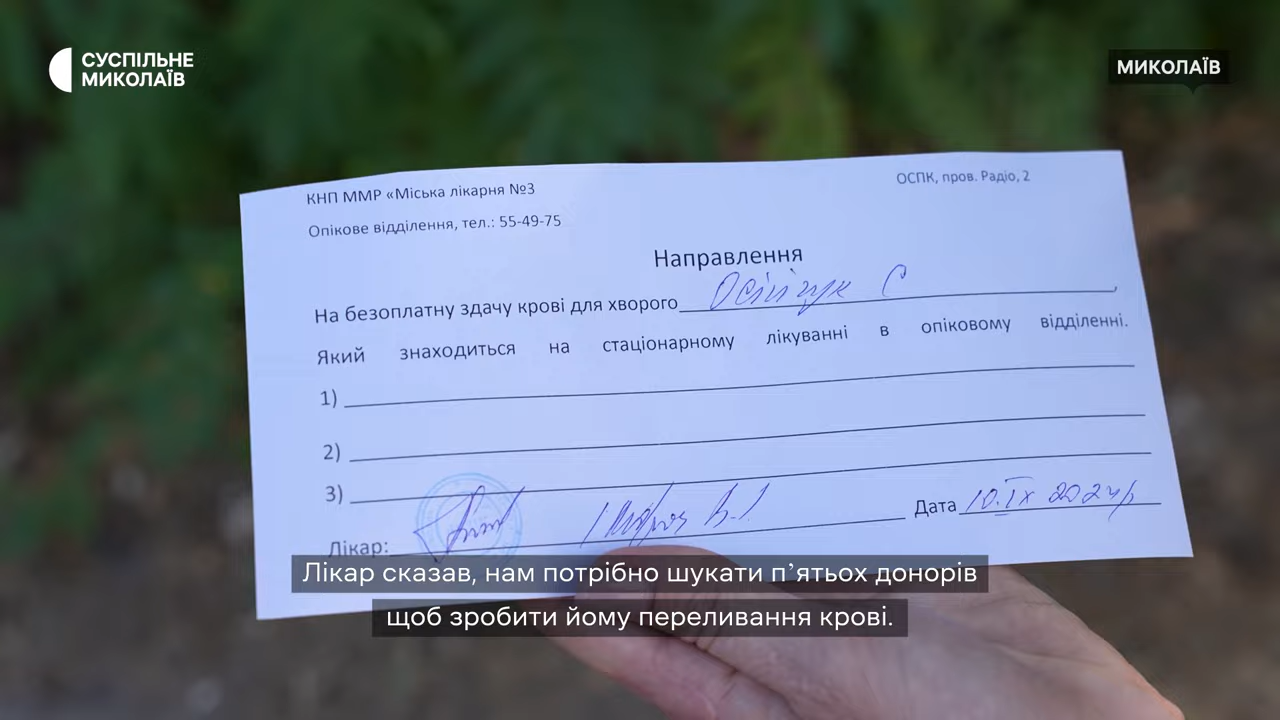 СУСПІЛЬНЕ
МИКОЛАЇВ
МИКОЛАЇВ
КНП ММР «Міська лікарня №3
ОСПК, пров. Радіо, 2
Опікове відділення, тел.: 55-49-75
Направлення
На безоплатну здачу крові для хворого Осіпчук С,
Який знаходиться на стаціонарному лікуванні в опіковому відділенні.
1)
2)
3)
Лікар:
Дата 10.IX 2024р
Лікар сказав, нам потрібно шукати п’ятьох донорів
щоб зробити йому переливання крові.